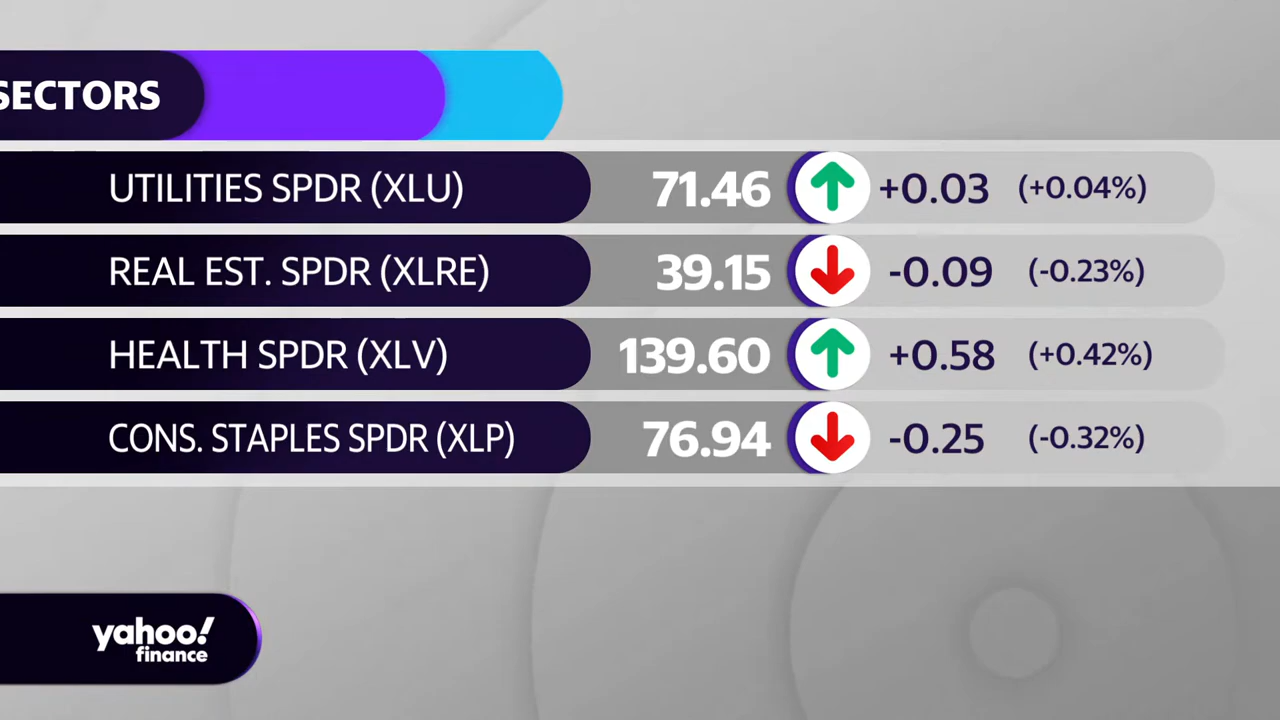 SECTORS
UTILITIES SPDR (XLU) 71.46 +0.03 (+0.04%)
REAL EST. SPDR (XLRE) 39.15 -0.09 (-0.23%)
HEALTH SPDR (XLV) 139.60 +0.58 (+0.42%)
CONS. STAPLES SPDR (XLP) 76.94 -0.25 (-0.32%)
yahoo!
finance